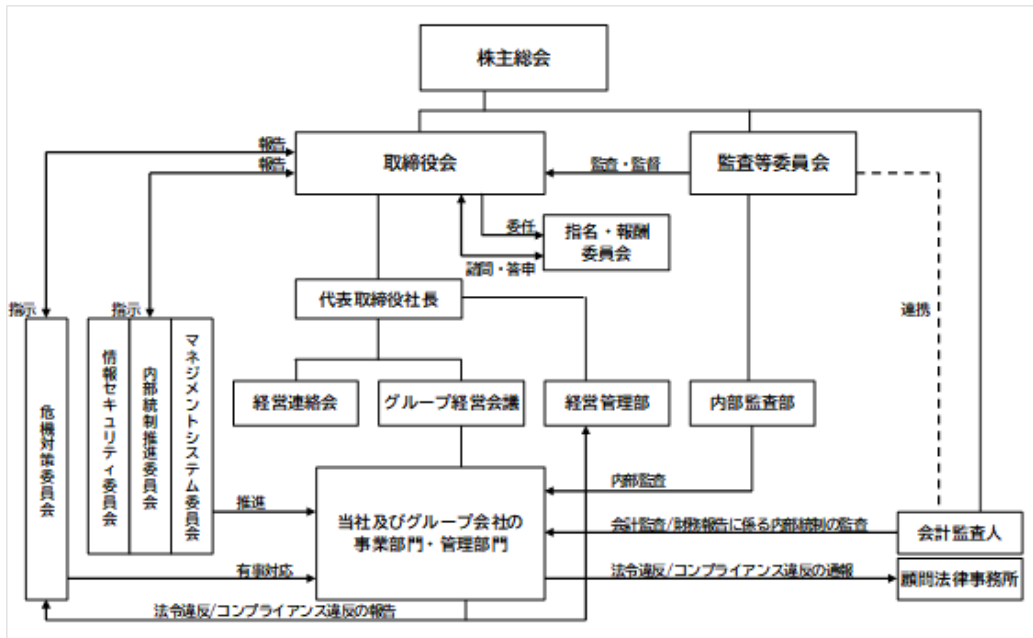 株主総会
報告
報告
取締役会
監査・監督
監査等委員会
委任
指名・報酬
委員会
諮問・答申
代表取締役社長
指示
指示
連携
危機対策委員会
情報セキュリティ委員会
内部統制推進委員会
マネジメントシステム委員会
経営連絡会
グループ経営会議
経営管理部
内部監査部
内部監査
推進
当社及びグループ会社の
事業部門・管理部門
会計監査/財務報告に係る内部統制の監査
会計監査人
有事対応
法令違反/コンプライアンス違反の通報
顧問法律事務所
法令違反/コンプライアンス違反の報告